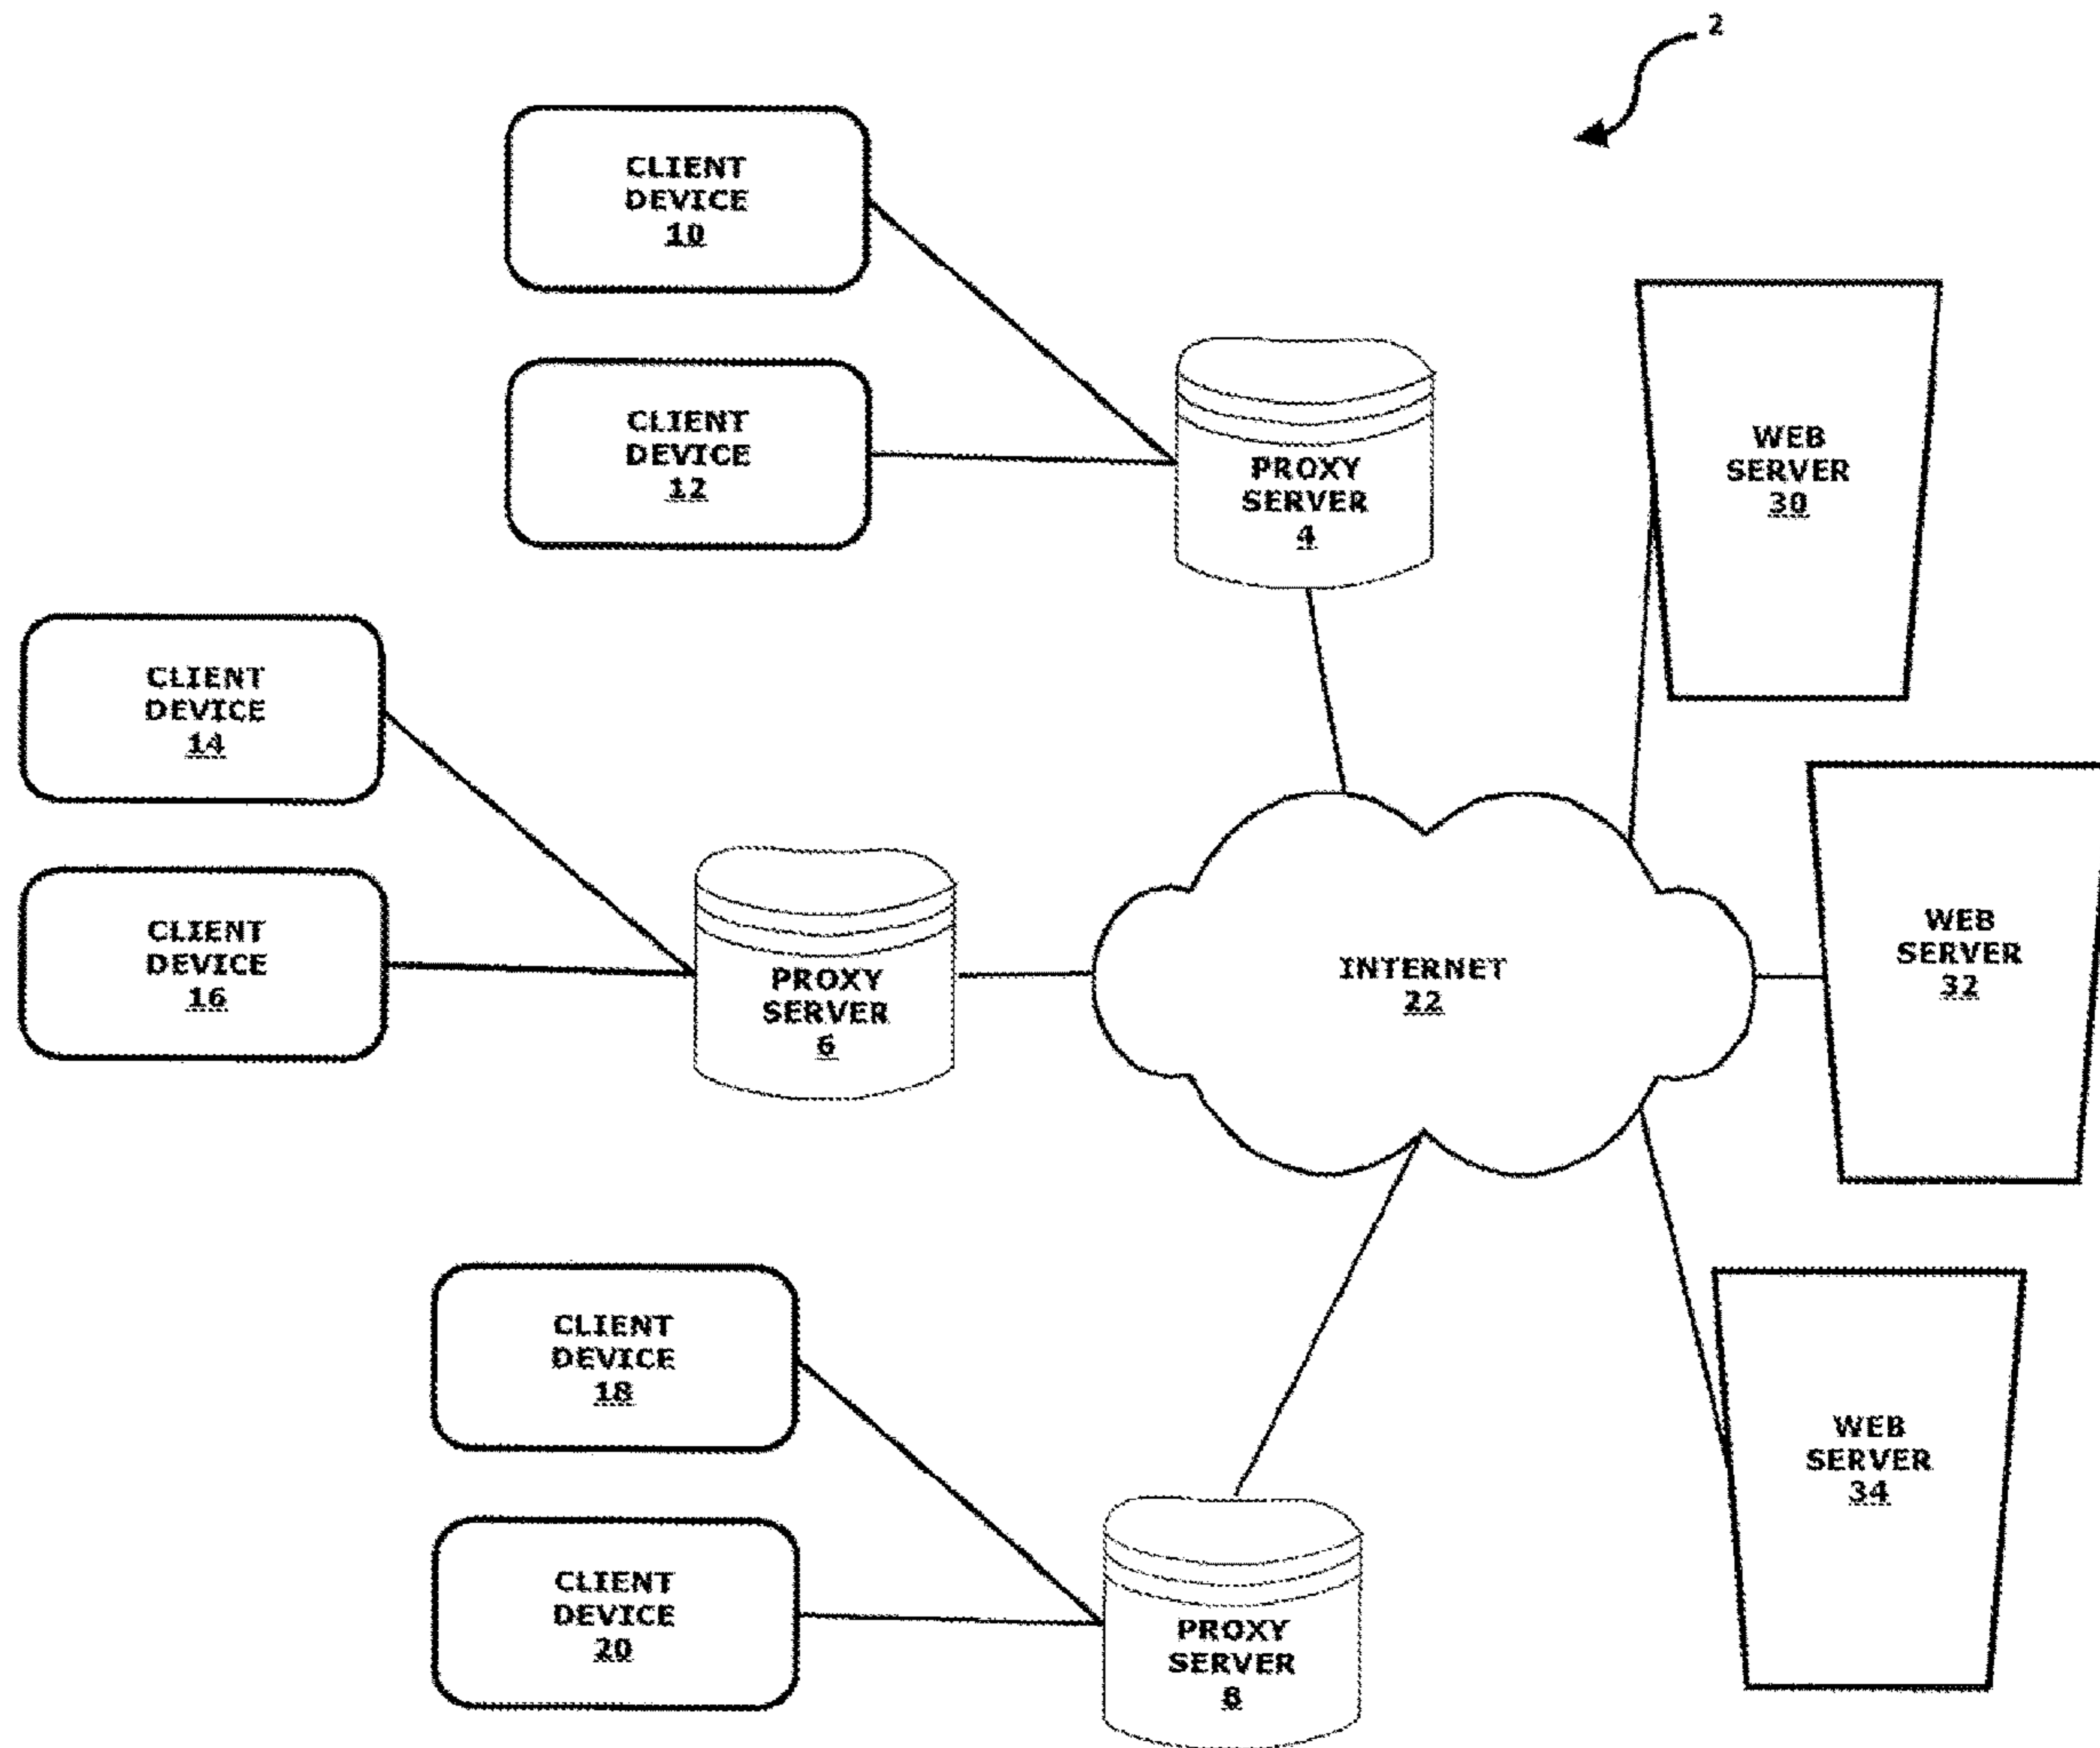 2
CLIENT
DEVICE
10
CLIENT
DEVICE
12
PROXY
SERVER
4
WEB
SERVER
30
CLIENT
DEVICE
14
CLIENT
DEVICE
16
PROXY
SERVER
6
INTERNET
22
WEB
SERVER
32
CLIENT
DEVICE
18
CLIENT
DEVICE
20
PROXY
SERVER
8
WEB
SERVER
34